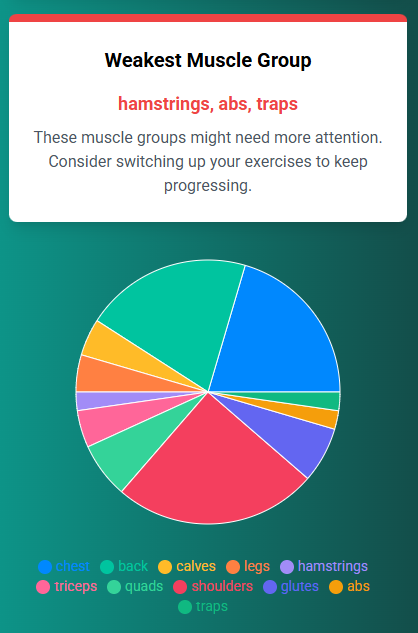 Weakest Muscle Group
hamstrings, abs, traps
These muscle groups might need more attention.
Consider switching up your exercises to keep
progressing.
chest back calves legs hamstrings
triceps quads shoulders glutes abs
traps